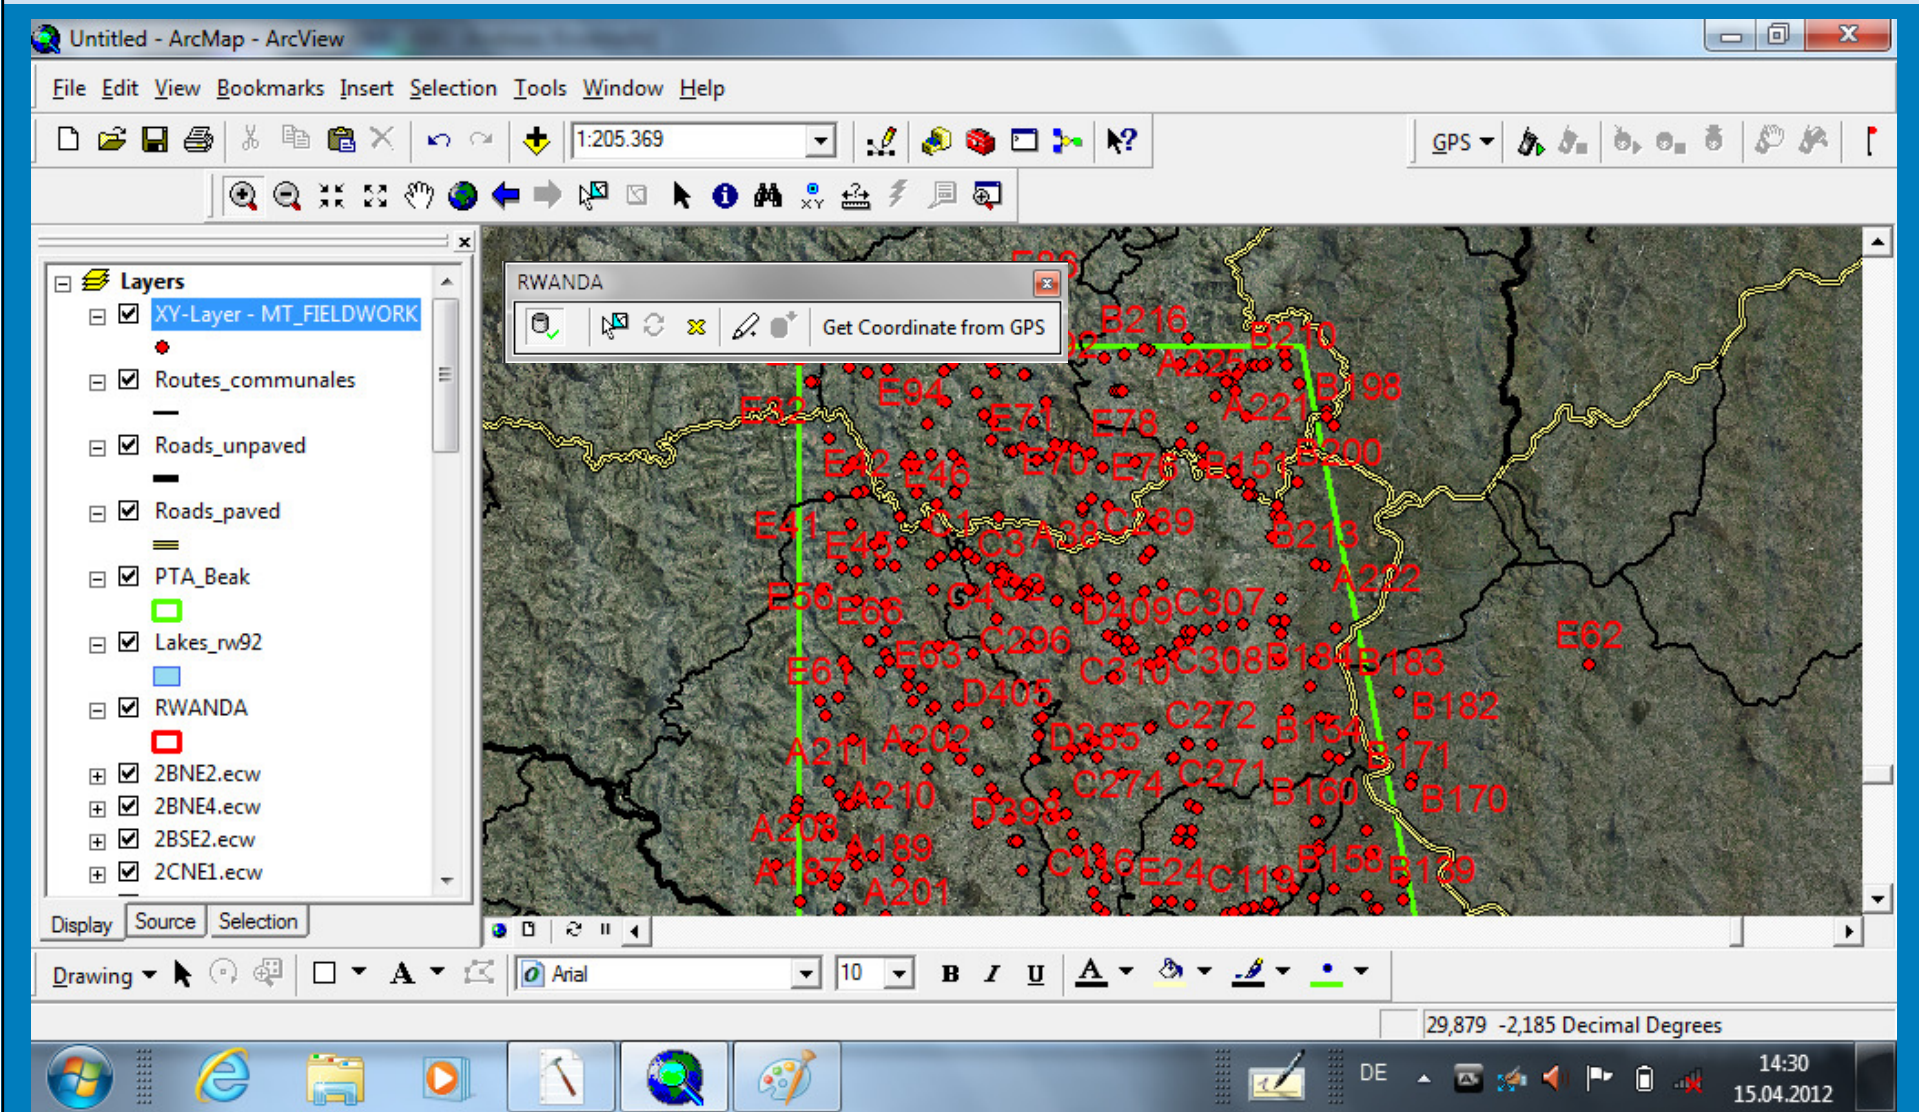 Untitled - ArcMap - ArcView
File Edit View Bookmarks Insert Selection Tools Window Help
1:205.369
GPS
XY
Layers
XY-Layer - MT_FIELDWORK
Routes_communales
Roads_unpaved
Roads_paved
PTA_Beak
Lakes_rw92
RWANDA
2BNE2.ecw
2BNE4.ecw
2BSE2.ecw
2CNE1.ecw
Display Source Selection
RWANDA
Get Coordinate from GPS
B216 B210
A225
E94 B198
E32 E71 E78 A221
E42 E46 E70 E76 B151 B200
E41 C1 C3 A38 C289 B213
E45
E56 E66 C4 C2 D409 C307 A222
C296 E62
E61 E63 C310 C308 B184 B183
D405 B182
A211 A202 D385 C272 B154 B171
A210 D398 C274 C271 B160 B170
A208 A189 C116 E24 C119 B158 B139
A187 A201
Drawing A Arial 10 B I U A
29,879 -2,185 Decimal Degrees
DE
14:30
15.04.2012